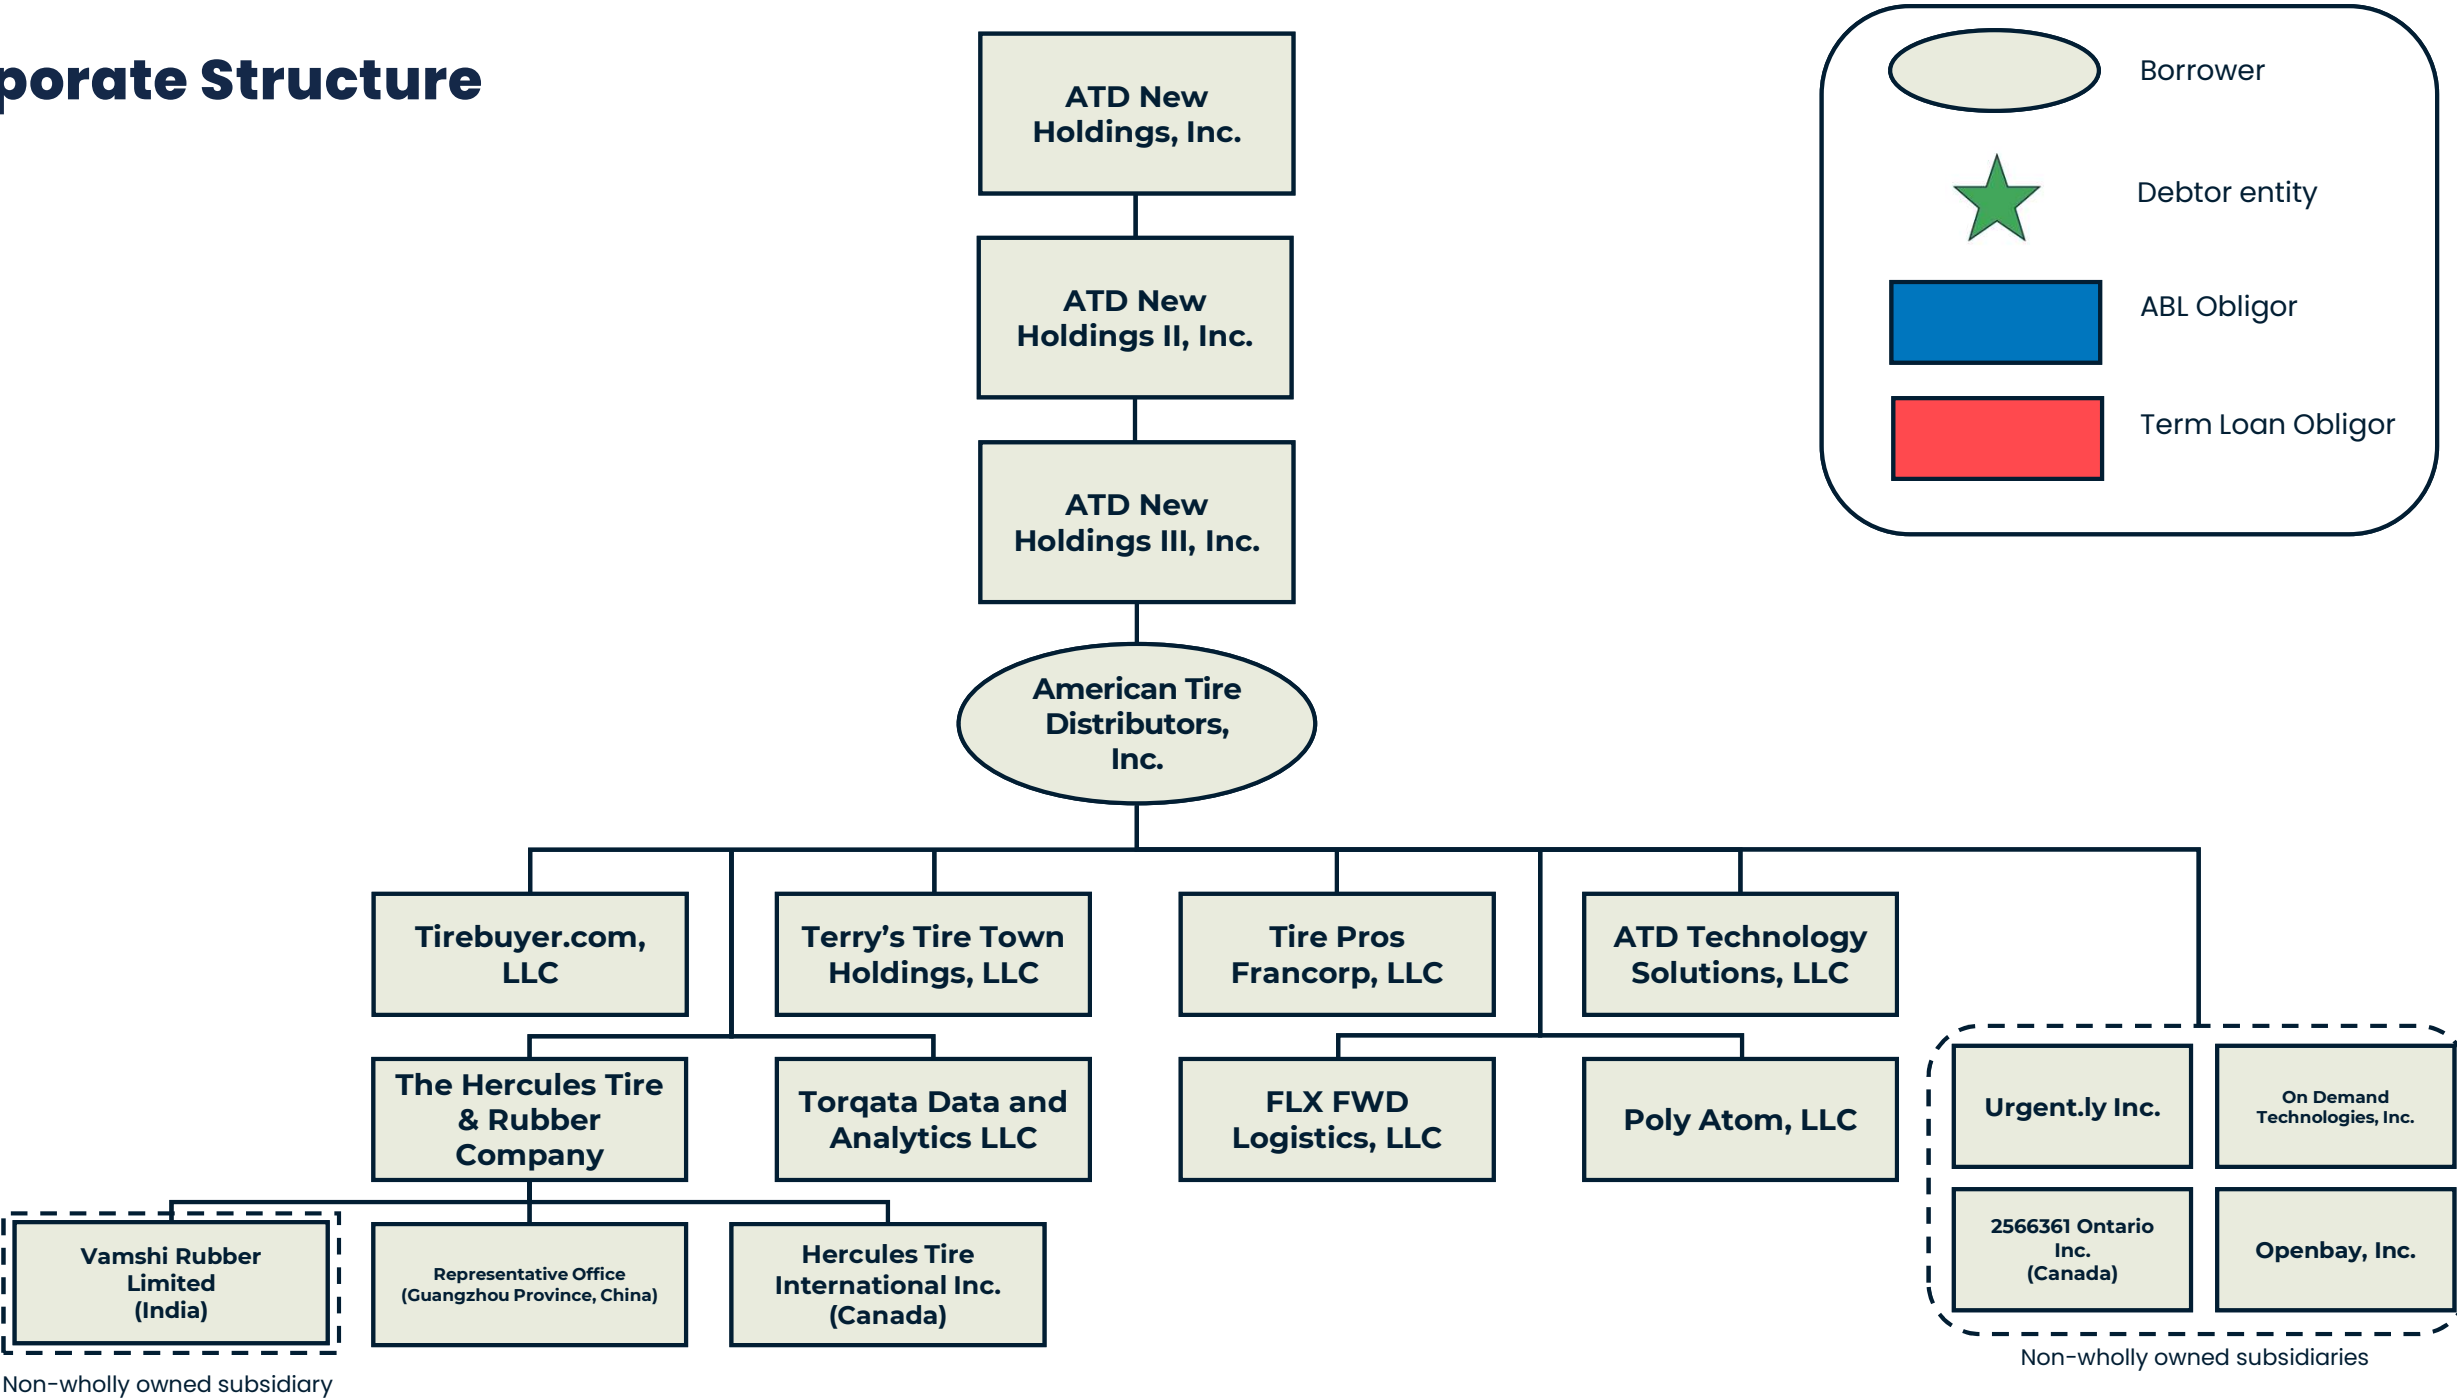 porate Structure
ATD New
Holdings, Inc.
ATD New
Holdings II, Inc.
ATD New
Holdings III, Inc.
American Tire
Distributors,
Inc.
Borrower
Debtor entity
ABL Obligor
Term Loan Obligor
Tirebuyer.com,
LLC
Terry’s Tire Town
Holdings, LLC
Tire Pros
Francorp, LLC
ATD Technology
Solutions, LLC
The Hercules Tire
& Rubber
Company
Torqata Data and
Analytics LLC
FLX FWD
Logistics, LLC
Poly Atom, LLC
Urgent.ly Inc.
On Demand
Technologies, Inc.
2566361 Ontario
Inc.
(Canada)
Openbay, Inc.
Non-wholly owned subsidiaries
Vamshi Rubber
Limited
(India)
Representative Office
(Guangzhou Province, China)
Hercules Tire
International Inc.
(Canada)
Non-wholly owned subsidiary